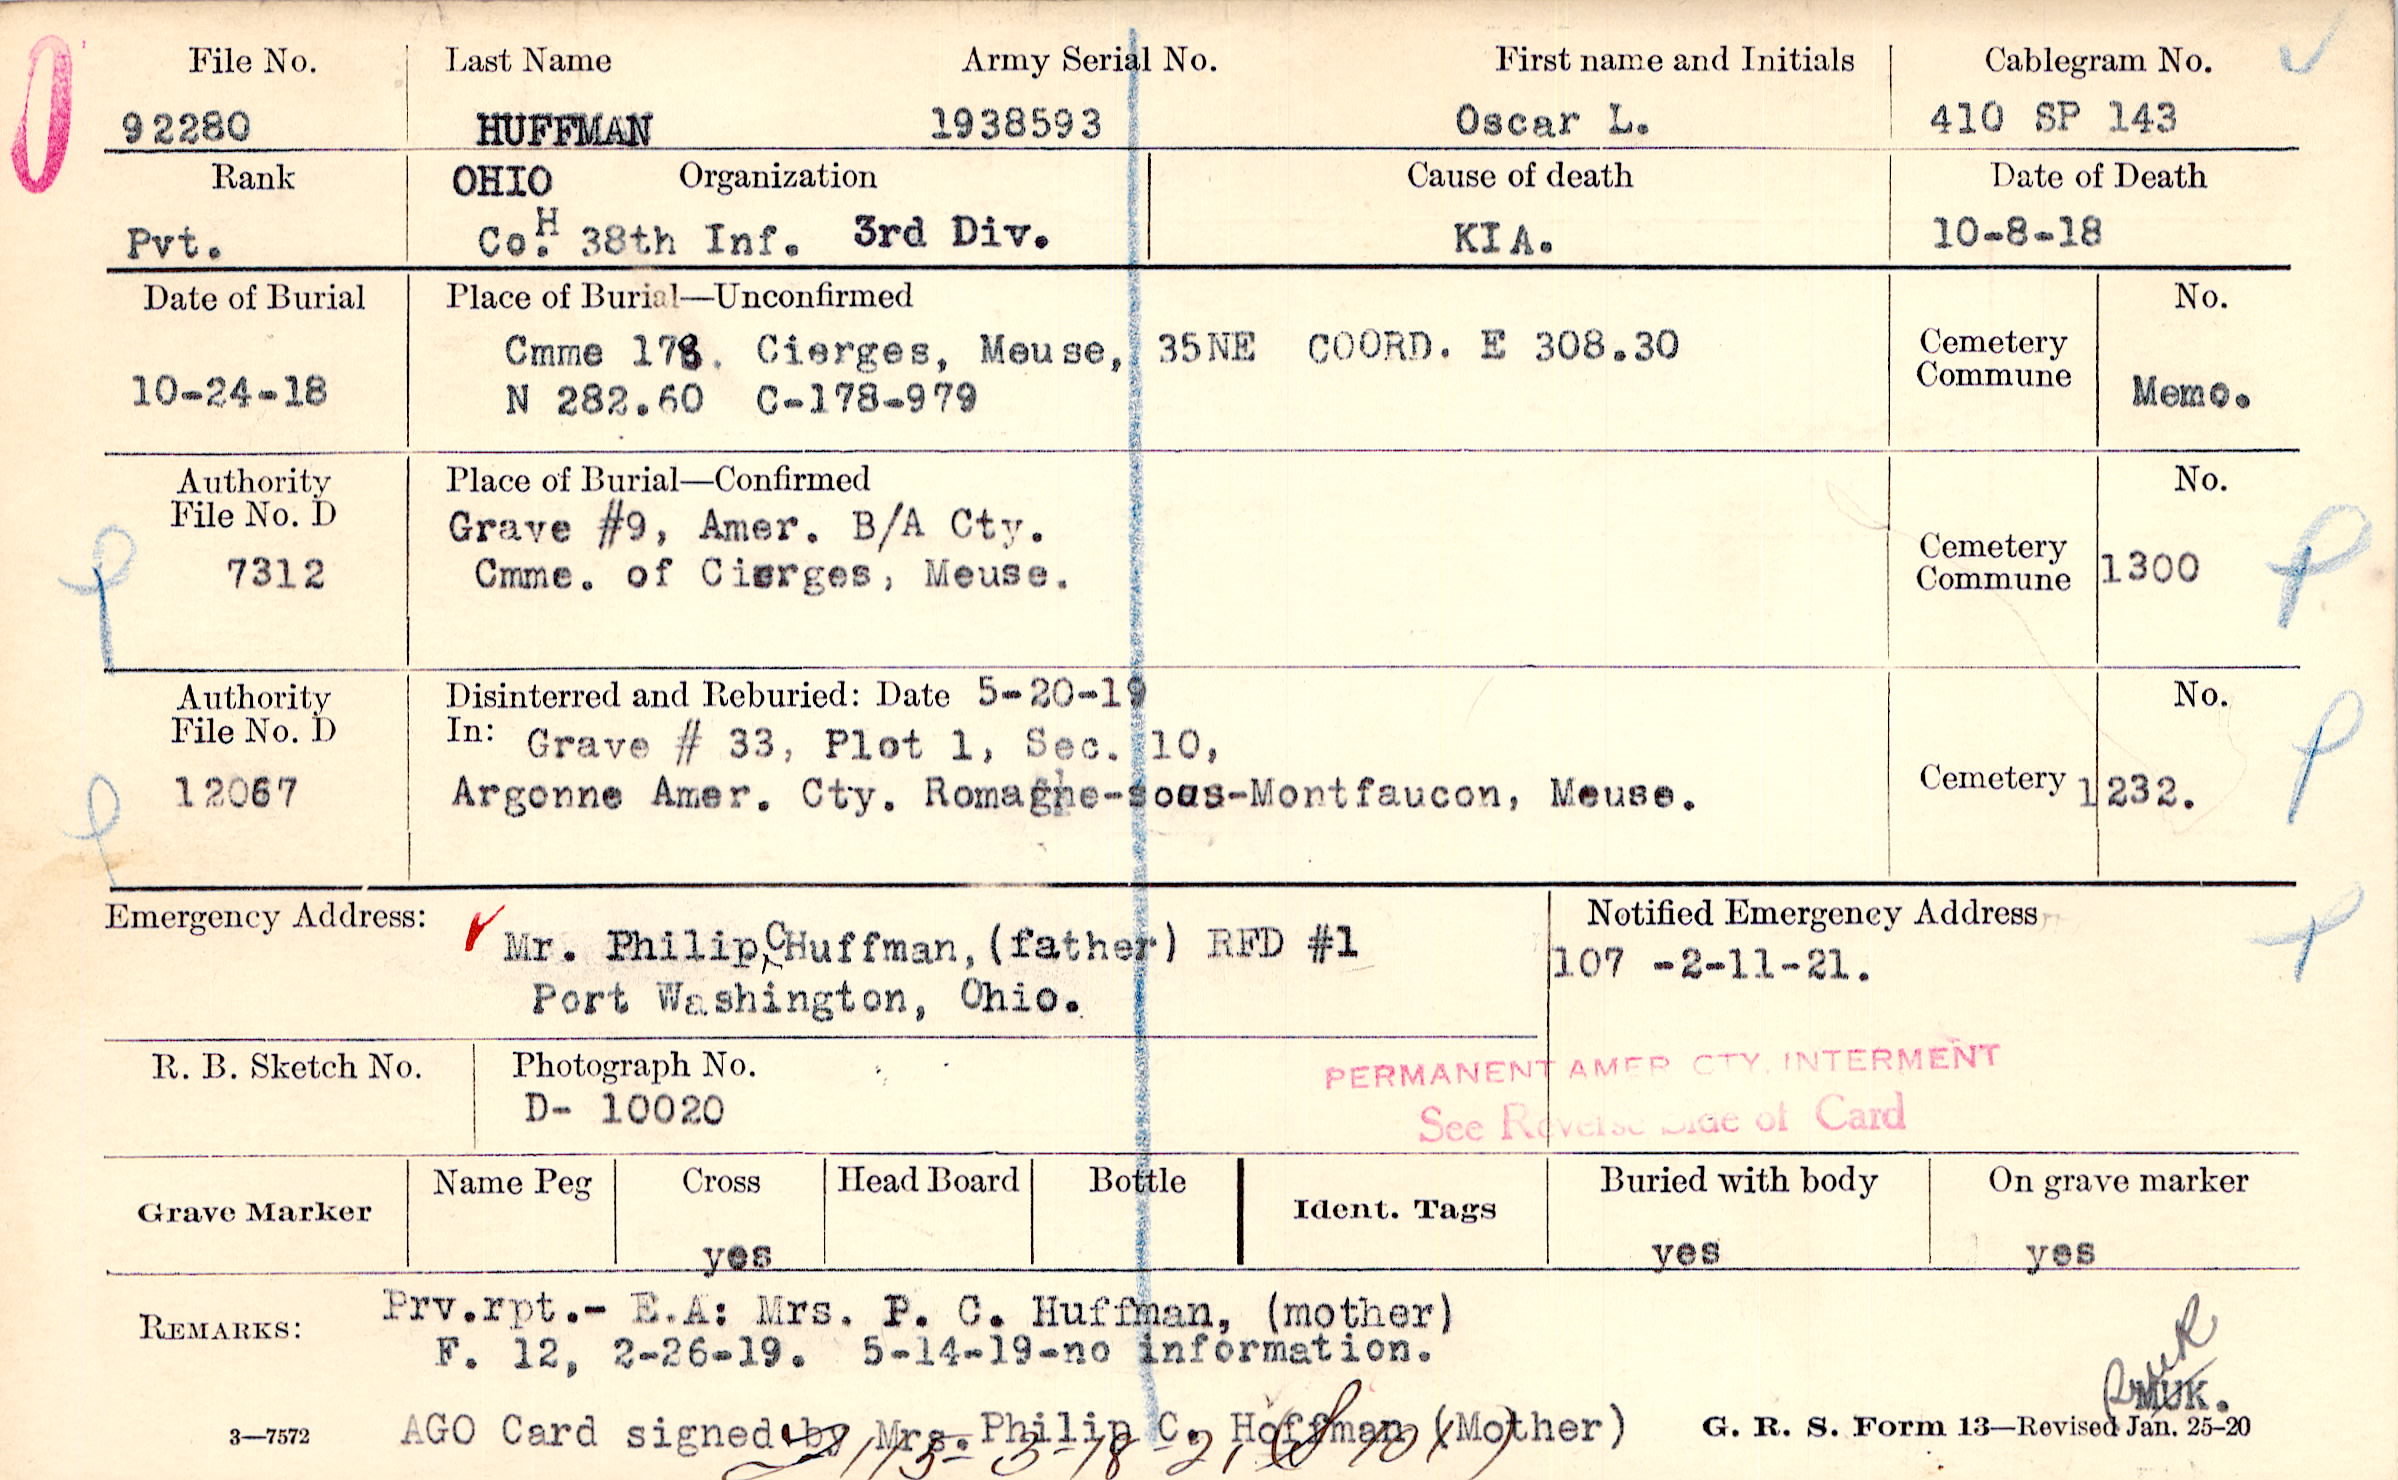 File No. Last Name Army Serial No. First name and Initials Cablegram No.
92280 HUFFMAN 1938593 Oscar L. 410 SP 143
Rank OHIO Organization Cause of death Date of Death
Pvt. Co. H 38th Inf. 3rd Div. KIA. 10-8-18
Date of Burial Place of Burial—Unconfirmed No.
Cmme 178. Cierges, Meuse, 35NE COORD. E 308.30 Cemetery
10-24-18 N 282.60 C-178-979 Commune Memo.
Authority Place of Burial—Confirmed No.
File No. D Grave #9, Amer. B/A Cty. Cemetery
7312 Cmme. of Cierges, Meuse. Commune 1300
Authority Disinterred and Reburied: Date 5-20-19 No.
File No. D In: Grave # 33, Plot 1, Sec. 10,
12067 Argonne Amer. Cty. Romagne-sous-Montfaucon, Meuse. Cemetery 1232.
Emergency Address: Notified Emergency Address
Mr. Philip C Huffman, (father) RFD #1 107 -2-11-21.
Port Washington, Ohio.
R. B. Sketch No. Photograph No. PERMANENT AMER CTY. INTERMENT
D- 10020 See Reverse Side of Card
Grave Marker Name Peg Cross Head Board Bottle Ident. Tags Buried with body On grave marker
yes yes yes
REMARKS: Prv.rpt.- E.A: Mrs. P. C. Huffman, (mother)
F. 12, 2-26-19. 5-14-19-no information.
MUK.
3—7572 AGO Card signed by Mrs. Philip C. Hoffman (Mother) G. R. S. Form 13—Revised Jan. 25-20